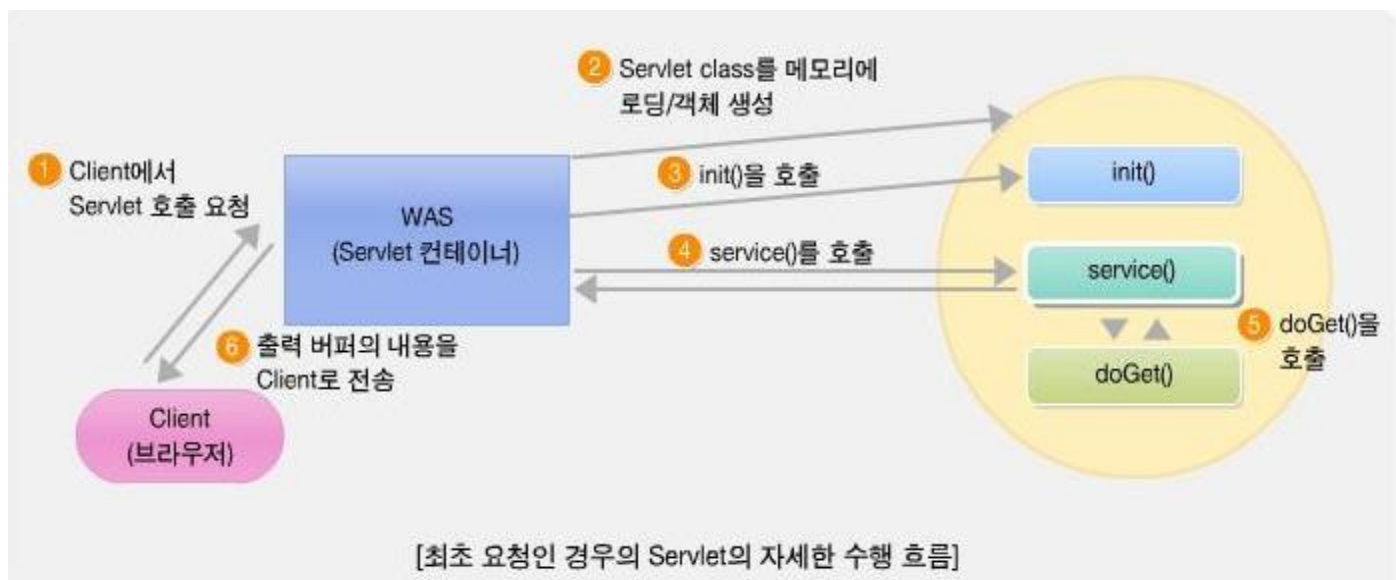 2 Servlet class를 메모리에
로딩/객체 생성
1 Client에서
Servlet 호출 요청
3 init()을 호출
init()
WAS
(Servlet 컨테이너)
4 service()를 호출
service()
5 doGet()을
호출
doGet()
6 출력 버퍼의 내용을
Client로 전송
Client
(브라우저)
[최초 요청인 경우의 Servlet의 자세한 수행 흐름]